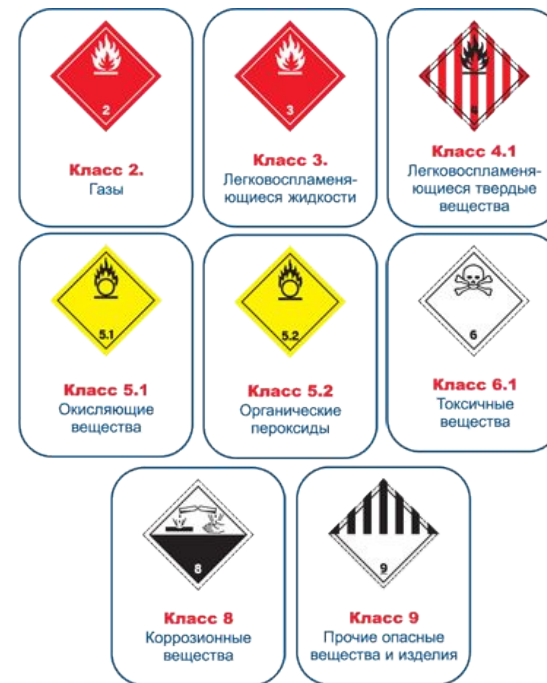 2
Класс 2.
Газы
3
Класс 3.
Легковоспламеня-
ющиеся жидкости
4
Класс 4.1
Легковоспламеня-
ющиеся твердые
вещества
5.1
Класс 5.1
Окисляющие
вещества
5.2
Класс 5.2
Органические
пероксиды
6
Класс 6.1
Токсичные
вещества
8
Класс 8
Коррозионные
вещества
9
Класс 9
Прочие опасные
вещества и изделия